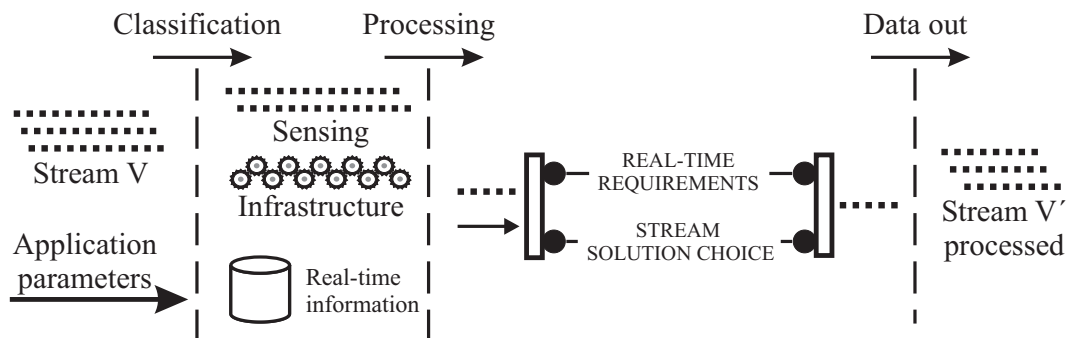 Classification
Processing
Data out
Stream V
Application
parameters
Sensing
Infrastructure
Real-time
information
REAL-TIME
REQUIREMENTS
STREAM
SOLUTION CHOICE
Stream V´
processed